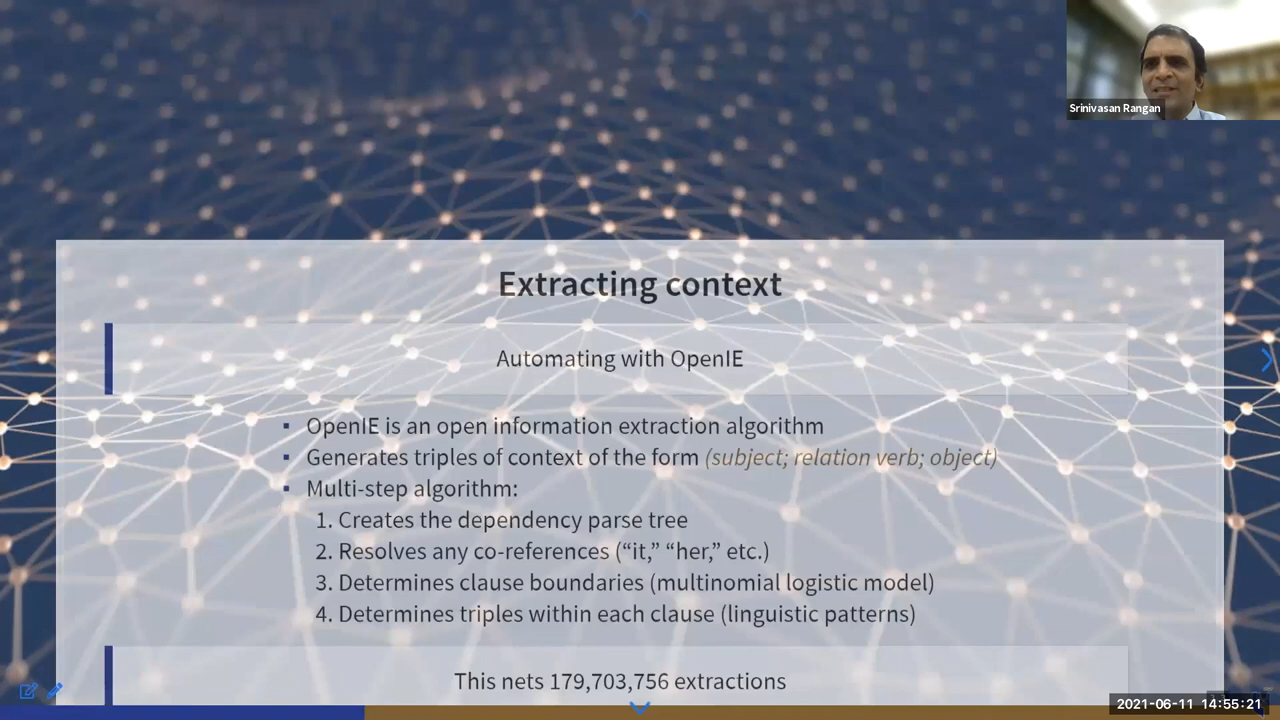 Srinivasan Rangan
Extracting context
Automating with OpenIE
▪ OpenIE is an open information extraction algorithm
▪ Generates triples of context of the form (subject; relation verb; object)
▪ Multi-step algorithm:
1. Creates the dependency parse tree
2. Resolves any co-references (“it,” “her,” etc.)
3. Determines clause boundaries (multinomial logistic model)
4. Determines triples within each clause (linguistic patterns)
This nets 179,703,756 extractions
2021-06-11 14:55:21